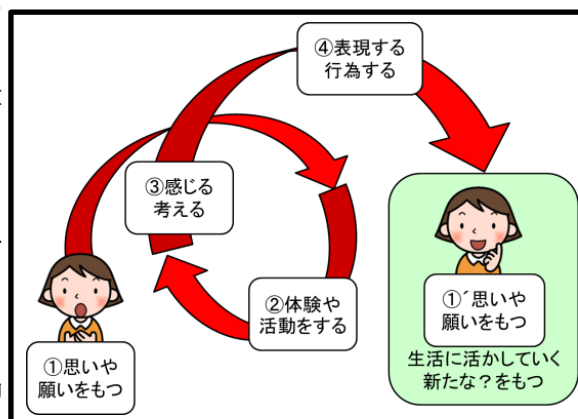 ④表現する
行為する
③感じる
考える
②体験や
活動をする
①思いや
願いをもつ
①´思いや
願いをもつ
生活に活かしていく
新たな？をもつ